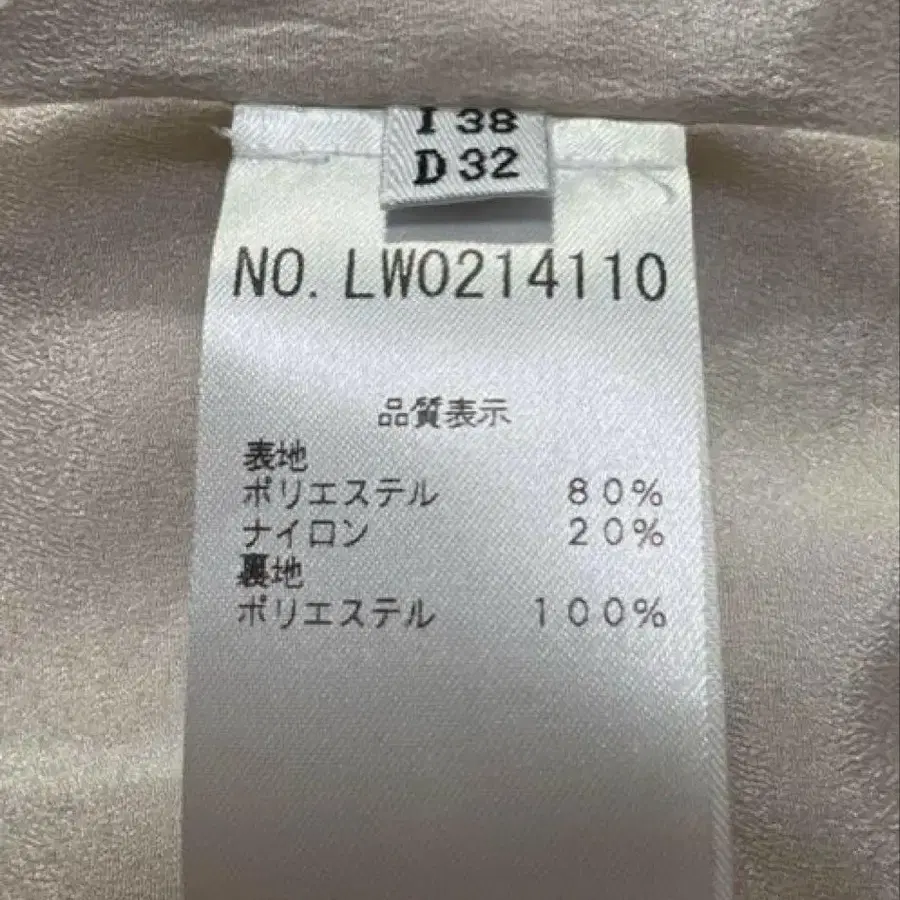 I 38
D 32
NO. LW0214110
品質表示
表地
ポリエステル 80%
ナイロン 20%
裏地
ポリエステル 100%